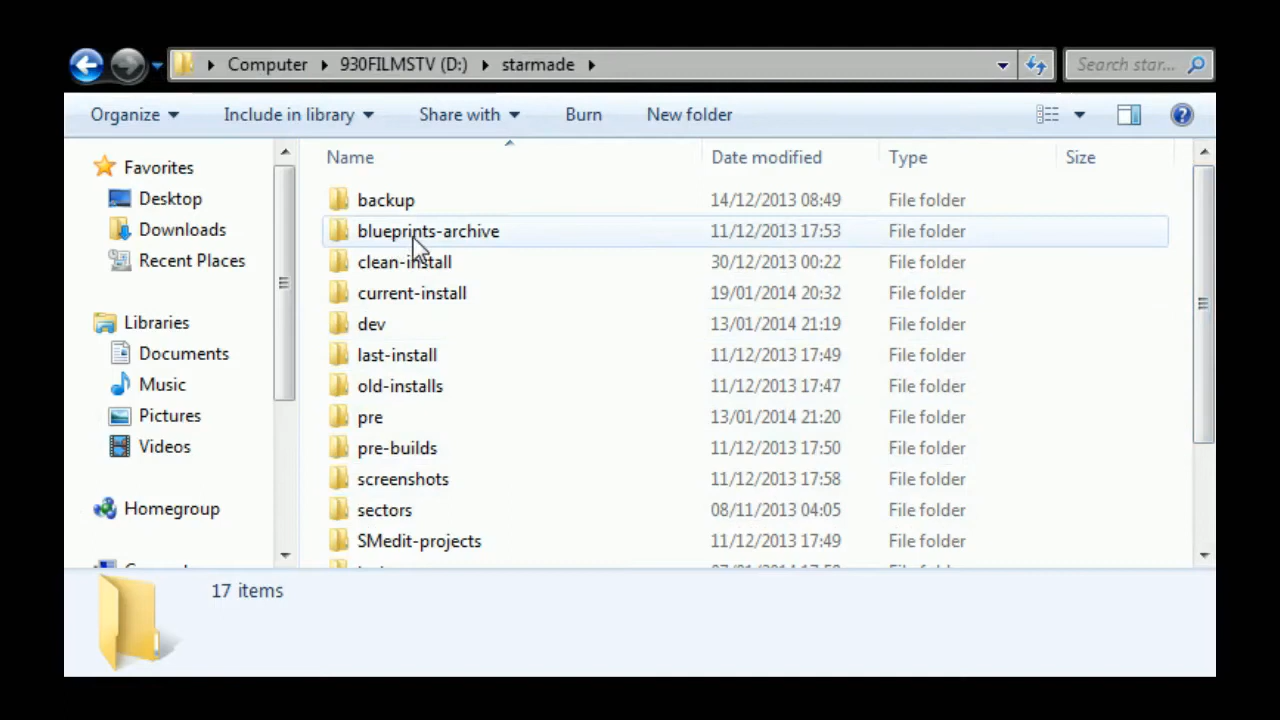 Computer 930FILMSTV (D:) starmade Search star...
Organize Include in library Share with Burn New folder
Name Date modified Type Size
Favorites
Desktop
Downloads
Recent Places
Libraries
Documents
Music
Pictures
Videos
Homegroup
backup 14/12/2013 08:49 File folder
blueprints-archive 11/12/2013 17:53 File folder
clean-install 30/12/2013 00:22 File folder
current-install 19/01/2014 20:32 File folder
dev 13/01/2014 21:19 File folder
last-install 11/12/2013 17:49 File folder
old-installs 11/12/2013 17:47 File folder
pre 13/01/2014 21:20 File folder
pre-builds 11/12/2013 17:50 File folder
screenshots 11/12/2013 17:58 File folder
sectors 08/11/2013 04:05 File folder
SMedit-projects 11/12/2013 17:49 File folder
17 items